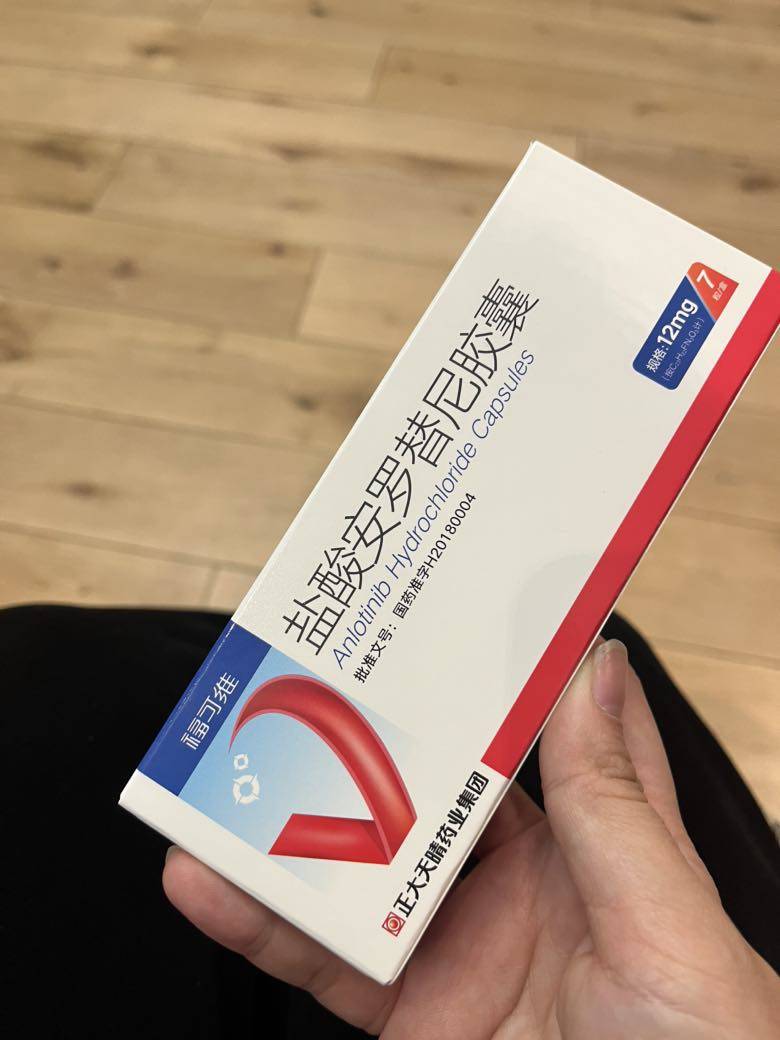 盐酸安罗替尼胶囊
Anlotinib Hydrochloride Capsules
批准文号：国药准字H20180004
规格:12mg
7
粒/盒
福可维
正大天晴药业集团